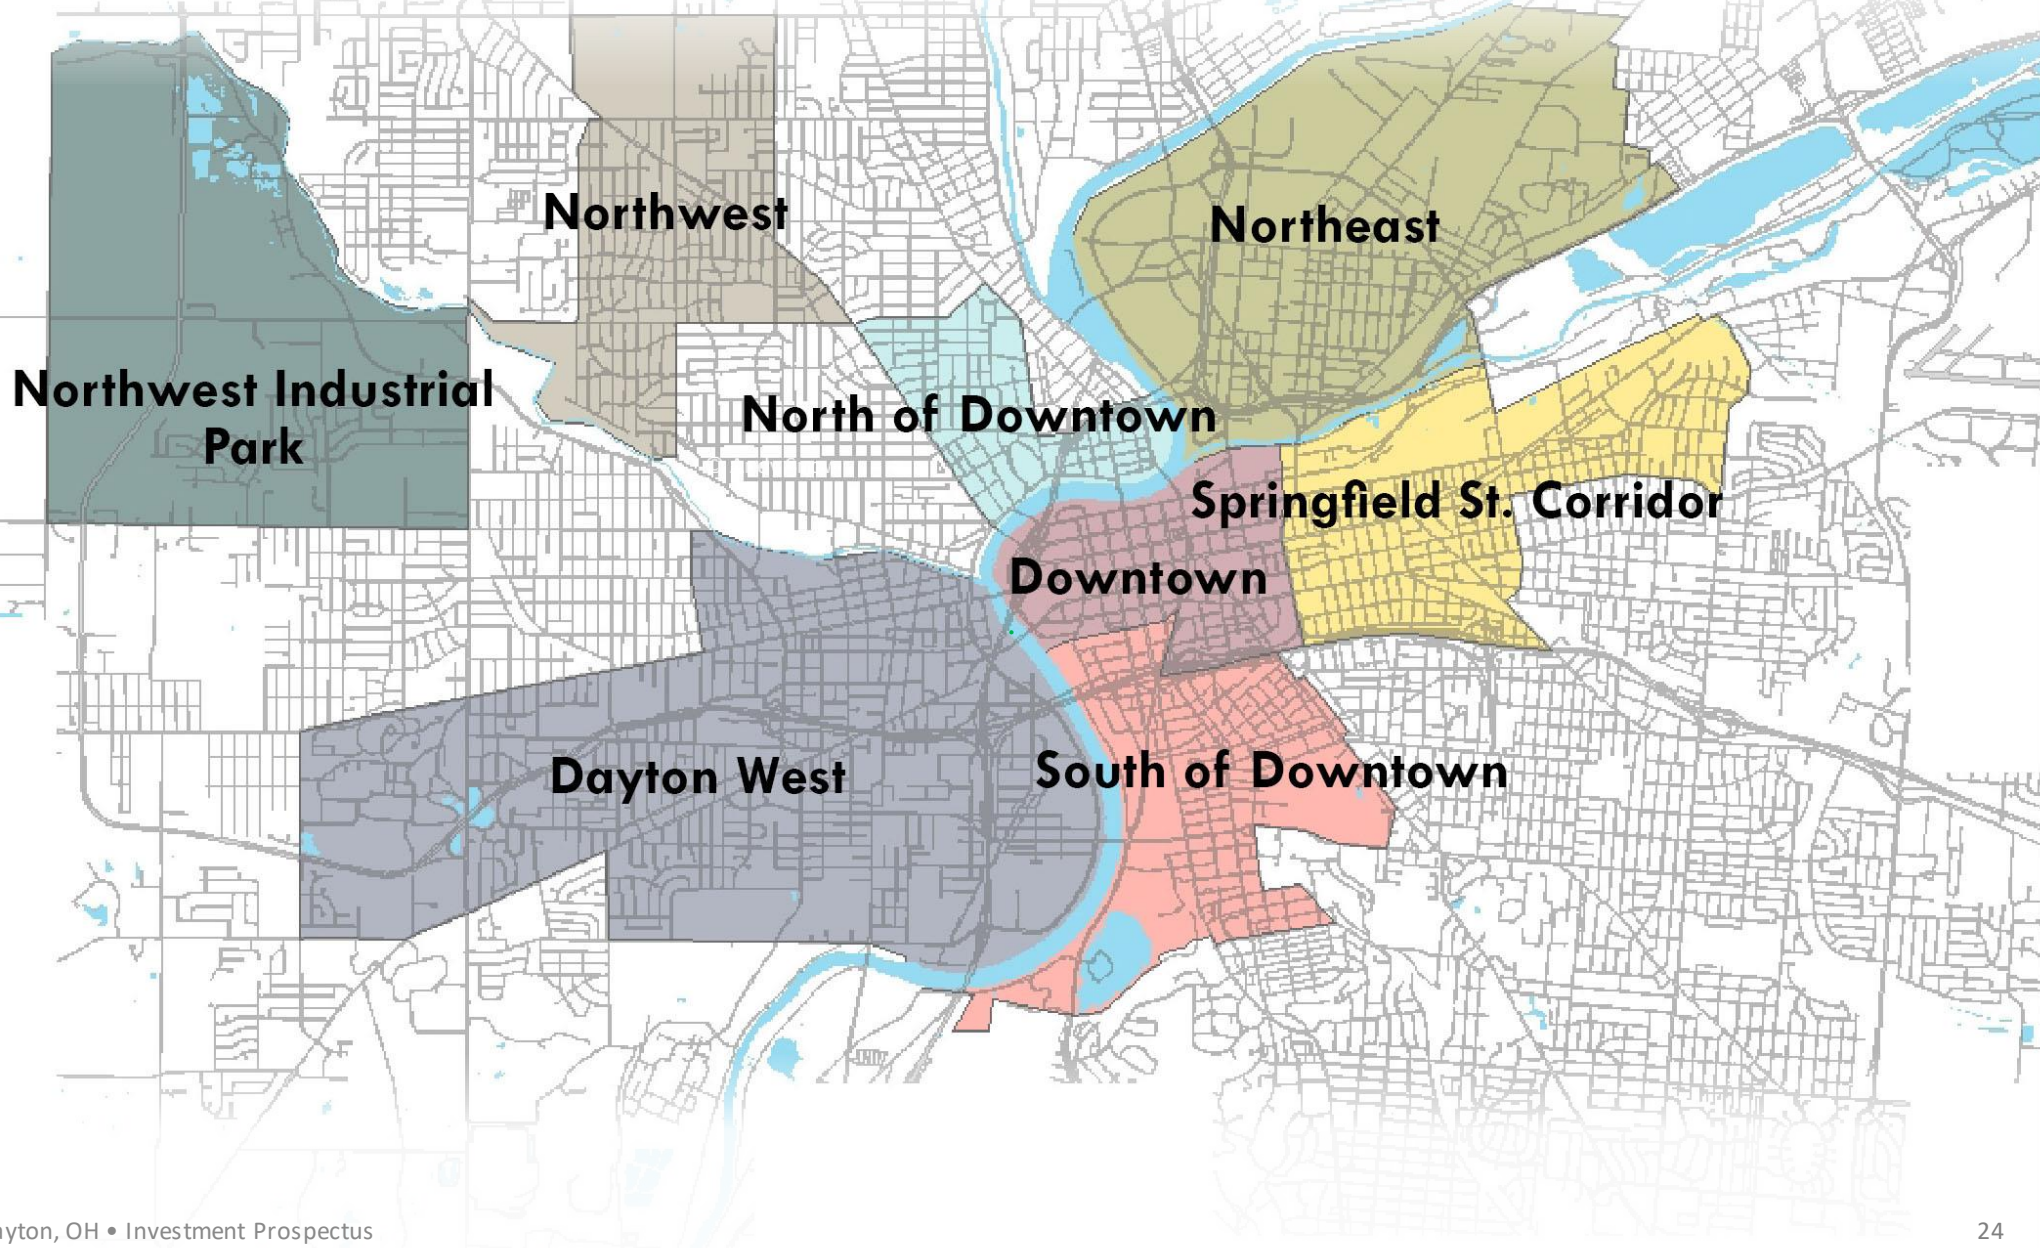 Northwest
Northeast
Northwest Industrial
Park
North of Downtown
Springfield St. Corridor
Downtown
Dayton West
South of Downtown
ayton, OH • Investment Prospectus
24